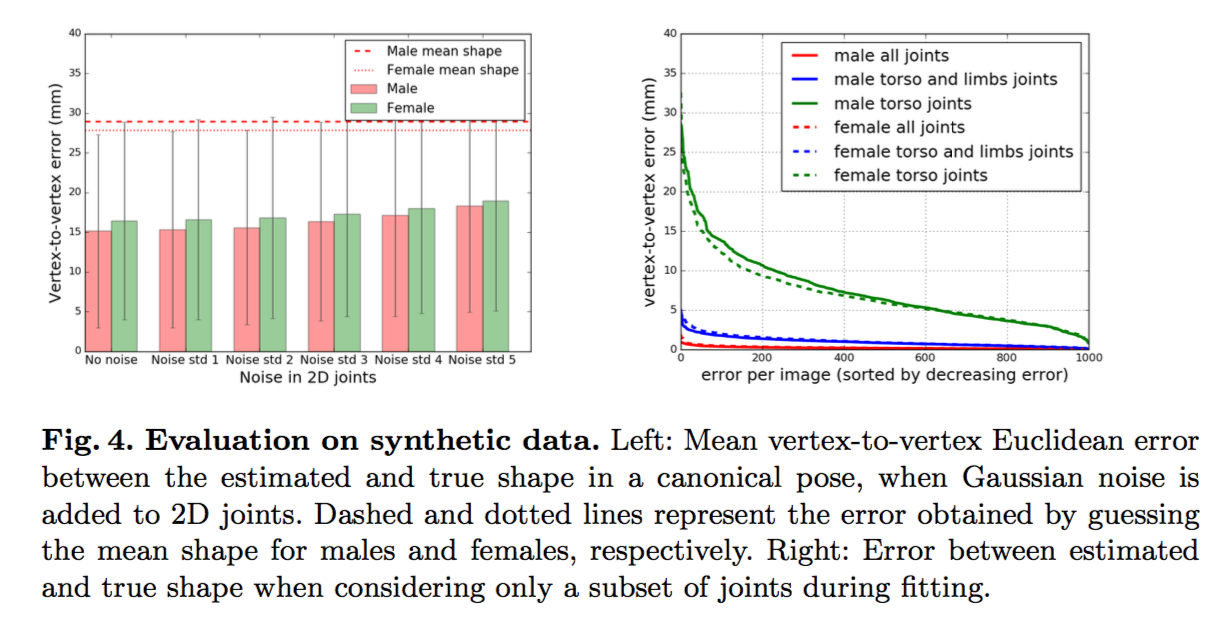 40
35
30
25
20
15
10
5
0
Vertex-to-vertex error (mm)
Male mean shape
Female mean shape
Male
Female
No noise Noise std 1 Noise std 2 Noise std 3 Noise std 4 Noise std 5
Noise in 2D joints
40
35
30
25
20
15
10
5
0
vertex-to-vertex error (mm)
male all joints
male torso and limbs joints
male torso joints
female all joints
female torso and limbs joints
female torso joints
0 200 400 600 800 1000
error per image (sorted by decreasing error)
Fig. 4. Evaluation on synthetic data. Left: Mean vertex-to-vertex Euclidean error
between the estimated and true shape in a canonical pose, when Gaussian noise is
added to 2D joints. Dashed and dotted lines represent the error obtained by guessing
the mean shape for males and females, respectively. Right: Error between estimated
and true shape when considering only a subset of joints during fitting.